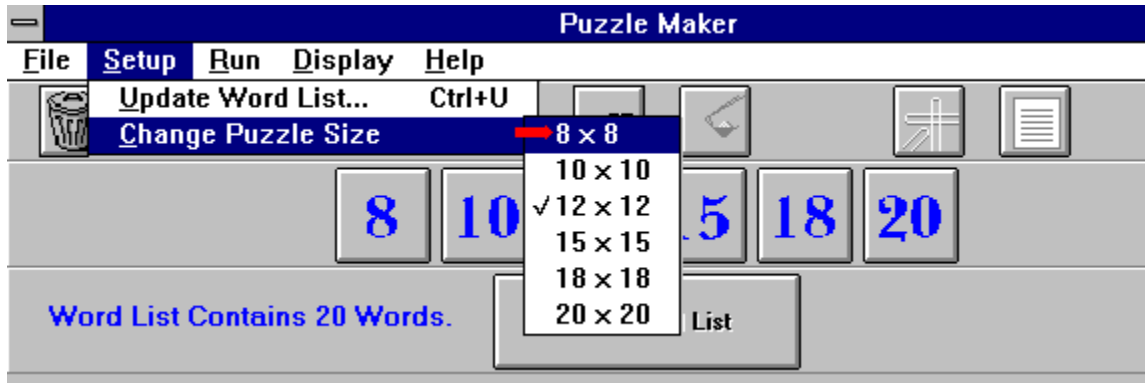 Puzzle Maker
File Setup Run Display Help
Update Word List... Ctrl+U
Change Puzzle Size
8 × 8
10 × 10
✓12 × 12
15 × 15
18 × 18
20 × 20
8 10 5 18 20
Word List Contains 20 Words.
List